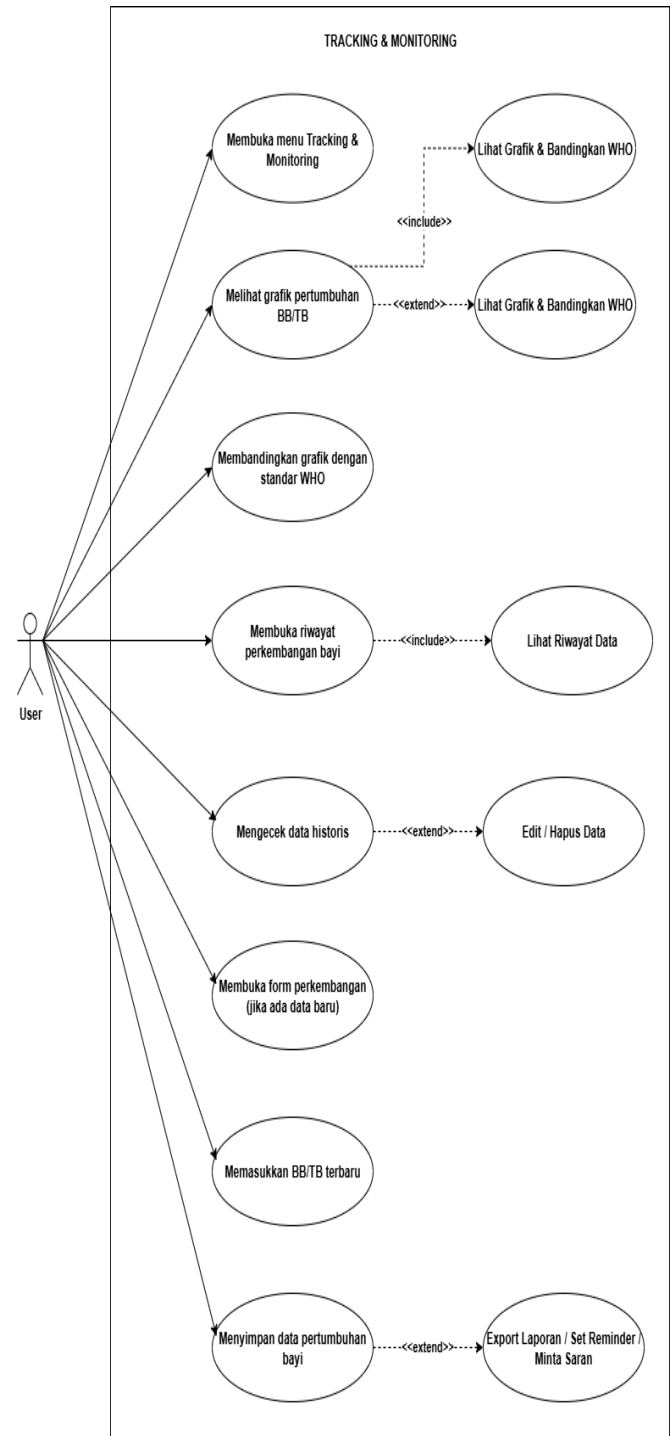 TRACKING & MONITORING
Membuka menu Tracking &
Monitoring
Lihat Grafik & Bandingkan WHO
<<include>>
Melihat grafik pertumbuhan
BB/TB
<<extend>>
Lihat Grafik & Bandingkan WHO
Membandingkan grafik dengan
standar WHO
Membuka riwayat
perkembangan bayi
<<include>>
Lihat Riwayat Data
User
Mengecek data historis
<<extend>>
Edit / Hapus Data
Membuka form perkembangan
(jika ada data baru)
Memasukkan BB/TB terbaru
Menyimpan data pertumbuhan
bayi
<<extend>>
Export Laporan / Set Reminder /
Minta Saran